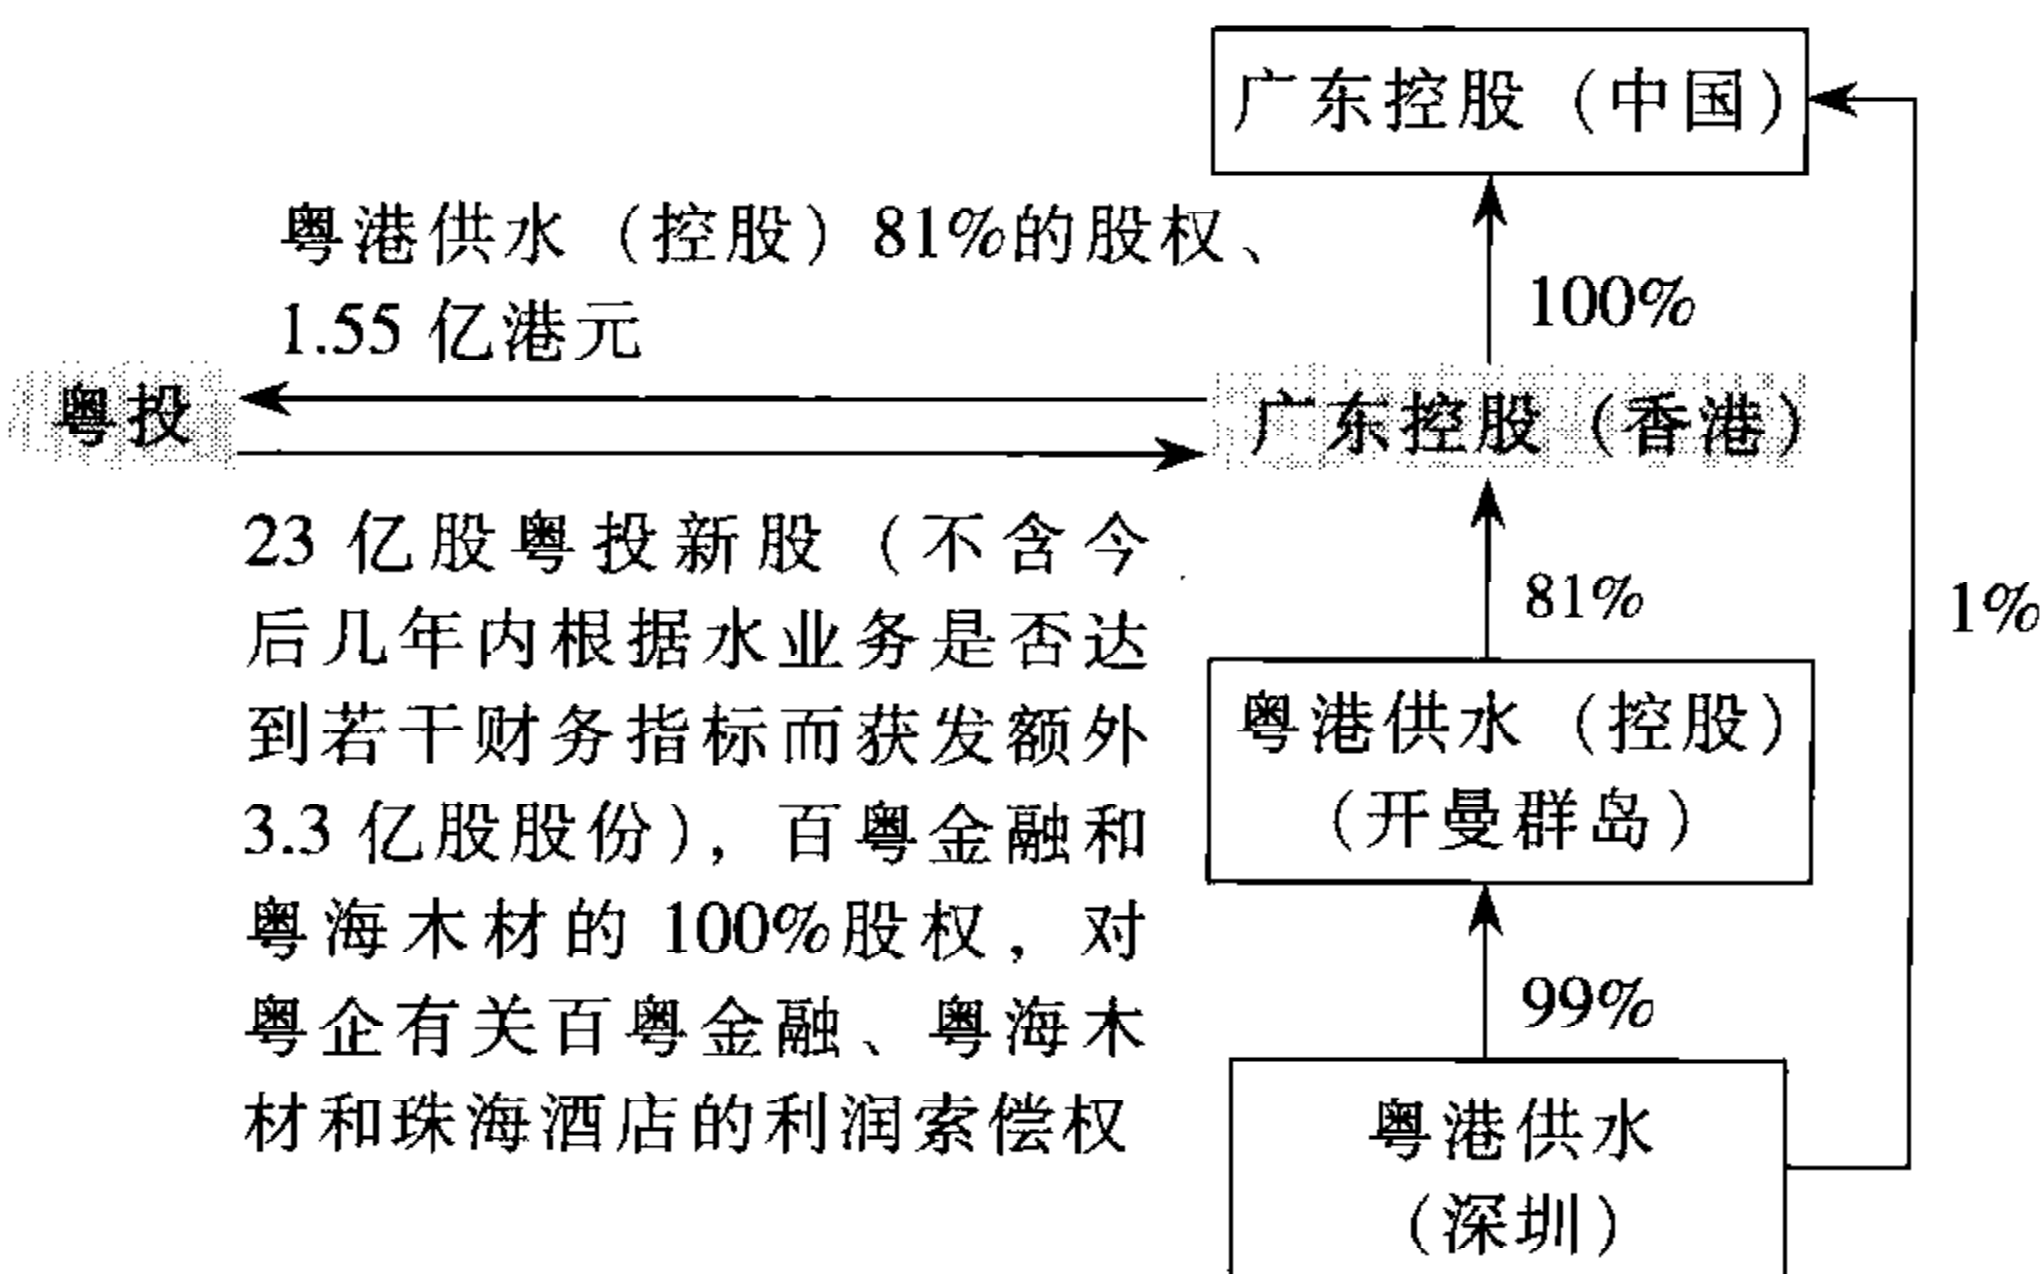 广东控股（中国）
粤港供水（控股）81%的股权、
1.55 亿港元
100%
粤投
广东控股（香港）
23 亿股粤投新股（不含今
后几年内根据水业务是否达
到若干财务指标而获发额外
3.3 亿股股份），百粤金融和
粤海木材的 100%股权，对
粤企有关百粤金融、粤海木
材和珠海酒店的利润索偿权
81%
1%
粤港供水（控股）
（开曼群岛）
99%
粤港供水
（深圳）